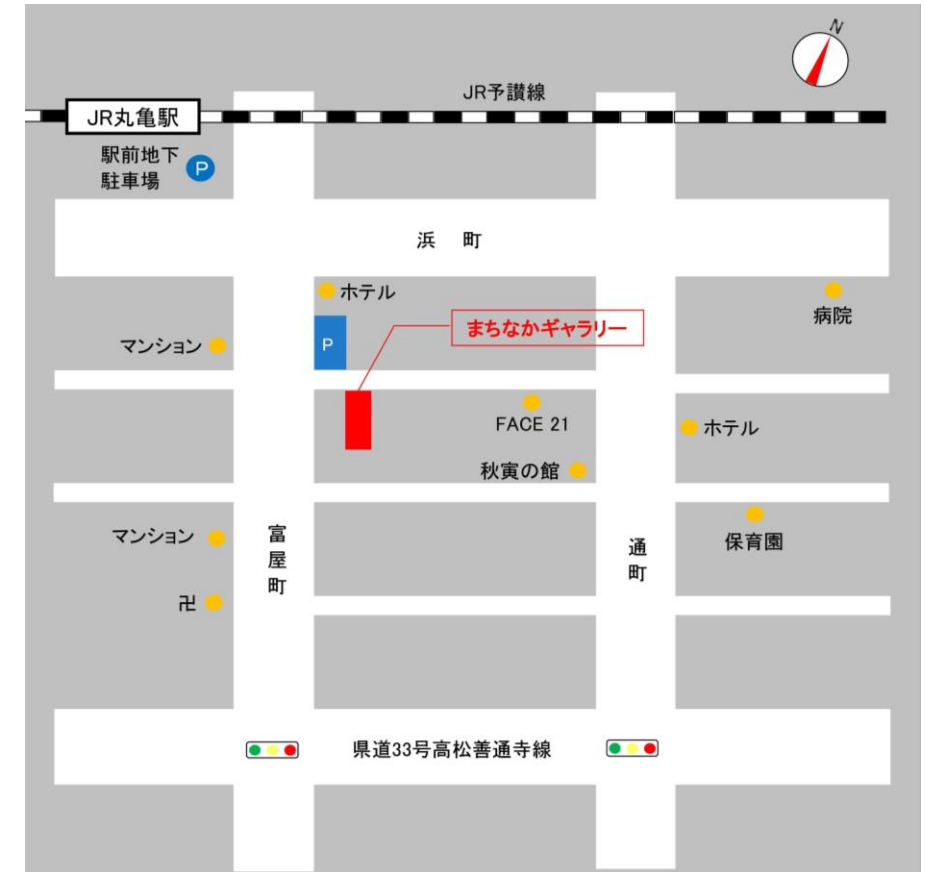 N
JR予讃線
JR丸亀駅
駅前地下
駐車場
P
浜 町
ホテル
まちなかギャラリー
病院
P
マンション
FACE 21
ホテル
秋寅の館
マンション
富屋町
通町
保育園
卍
県道33号高松善通寺線